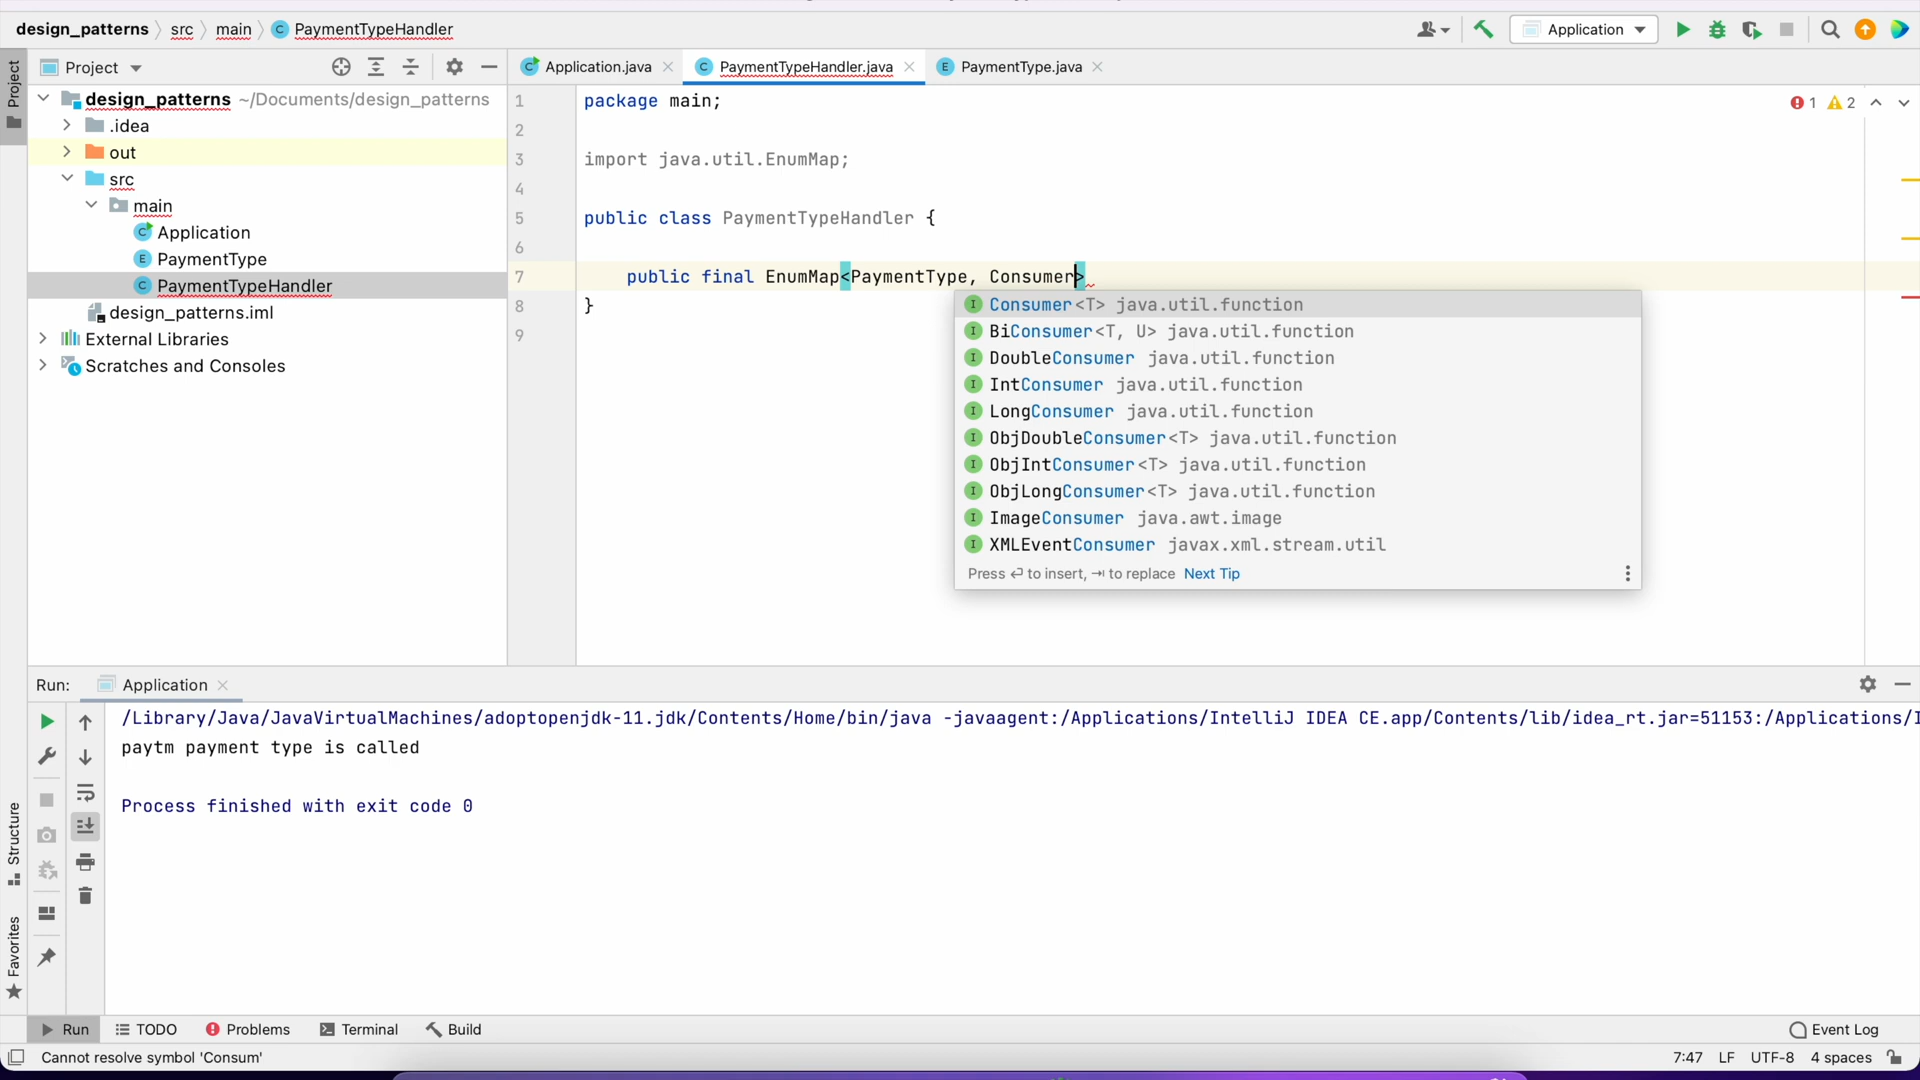 design_patterns src main PaymentTypeHandler
Application
Project
Application.java
PaymentTypeHandler.java
PaymentType.java
Project
design_patterns ~/Documents/design_patterns
.idea
out
src
main
Application
PaymentType
PaymentTypeHandler
design_patterns.iml
External Libraries
Scratches and Consoles
1 package main;
2
3 import java.util.EnumMap;
4
5 public class PaymentTypeHandler {
6
7 public final EnumMap<PaymentType, Consumer>
8 }
9
1 2
Consumer<T> java.util.function
BiConsumer<T, U> java.util.function
DoubleConsumer java.util.function
IntConsumer java.util.function
LongConsumer java.util.function
ObjDoubleConsumer<T> java.util.function
ObjIntConsumer<T> java.util.function
ObjLongConsumer<T> java.util.function
ImageConsumer java.awt.image
XMLEventConsumer javax.xml.stream.util
Press ⏎ to insert, ⇥ to replace Next Tip
Run: Application
/Library/Java/JavaVirtualMachines/adoptopenjdk-11.jdk/Contents/Home/bin/java -javaagent:/Applications/IntelliJ IDEA CE.app/Contents/lib/idea_rt.jar=51153:/Applications/I
paytm payment type is called
Process finished with exit code 0
Structure
Favorites
Run TODO Problems Terminal Build Event Log
Cannot resolve symbol 'Consum' 7:47 LF UTF-8 4 spaces